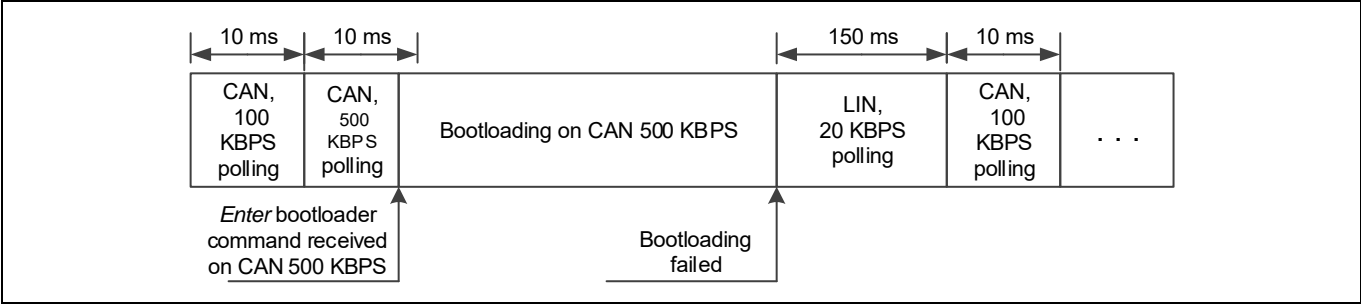 10 ms
10 ms
150 ms
10 ms
CAN,
100
KBPS
polling
CAN,
500
KBPS
polling
Bootloading on CAN 500 KBPS
LIN,
20 KBPS
polling
CAN,
100
KBPS
polling
. . .
Enter bootloader
command received
on CAN 500 KBPS
Bootloading
failed